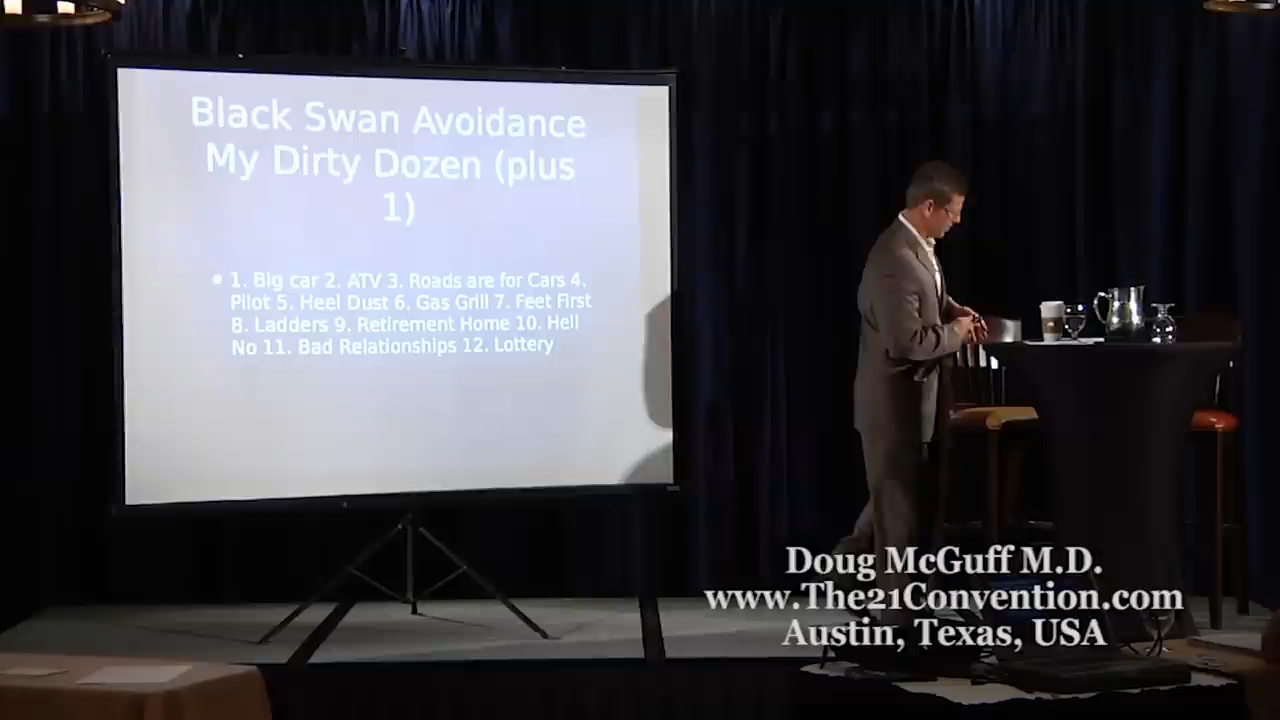 Black Swan Avoidance
My Dirty Dozen (plus
1)
• 1. Big car 2. ATV 3. Roads are for Cars 4.
Pilot 5. Heel Dust 6. Gas Grill 7. Feet First
8. Ladders 9. Retirement Home 10. Hell
No 11. Bad Relationships 12. Lottery
Doug McGuff M.D.
www.The21Convention.com
Austin, Texas, USA